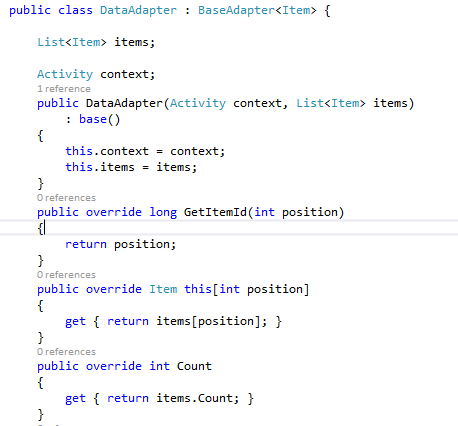 public class DataAdapter : BaseAdapter<Item> {
List<Item> items;
Activity context;
1 reference
public DataAdapter(Activity context, List<Item> items)
: base()
{
this.context = context;
this.items = items;
}
0 references
public override long GetItemId(int position)
{
return position;
}
0 references
public override Item this[int position]
{
get { return items[position]; }
}
0 references
public override int Count
{
get { return items.Count; }
}